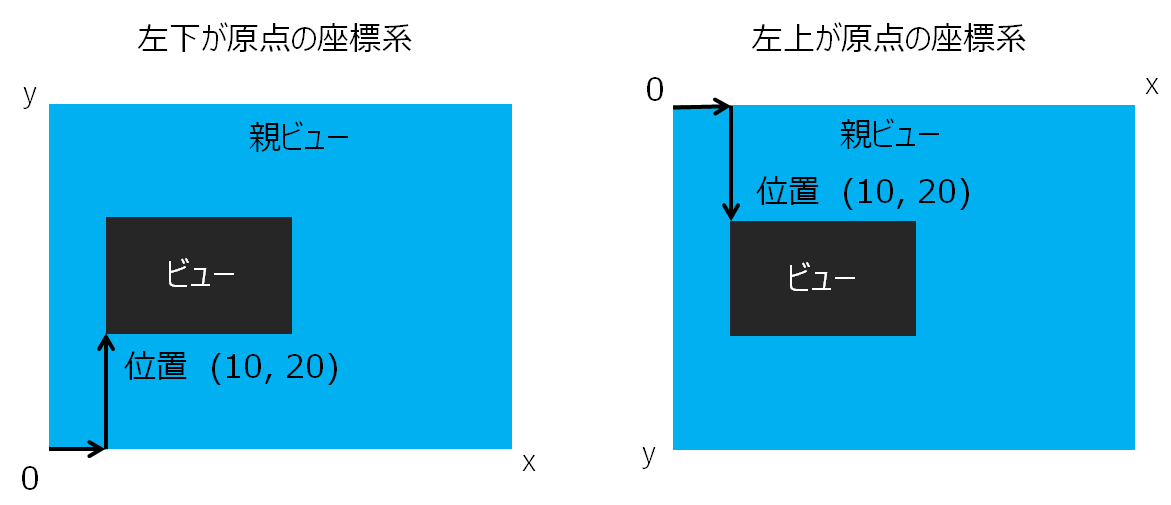 左下が原点の座標系
y
親ビュー
ビュー
位置 (10, 20)
0
x
左上が原点の座標系
0
x
親ビュー
位置 (10, 20)
ビュー
y